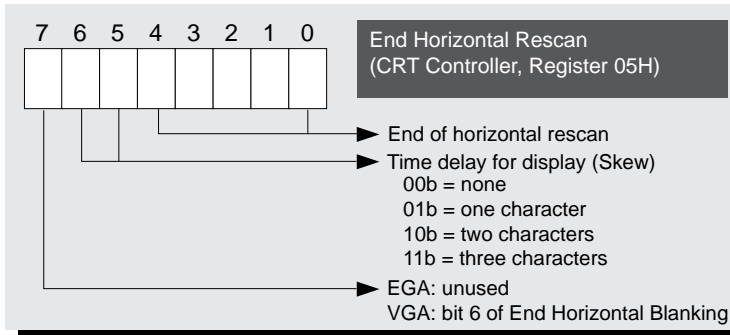 7 6 5 4 3 2 1 0
End Horizontal Rescan
(CRT Controller, Register 05H)
End of horizontal rescan
Time delay for display (Skew)
00b = none
01b = one character
10b = two characters
11b = three characters
EGA: unused
VGA: bit 6 of End Horizontal Blanking